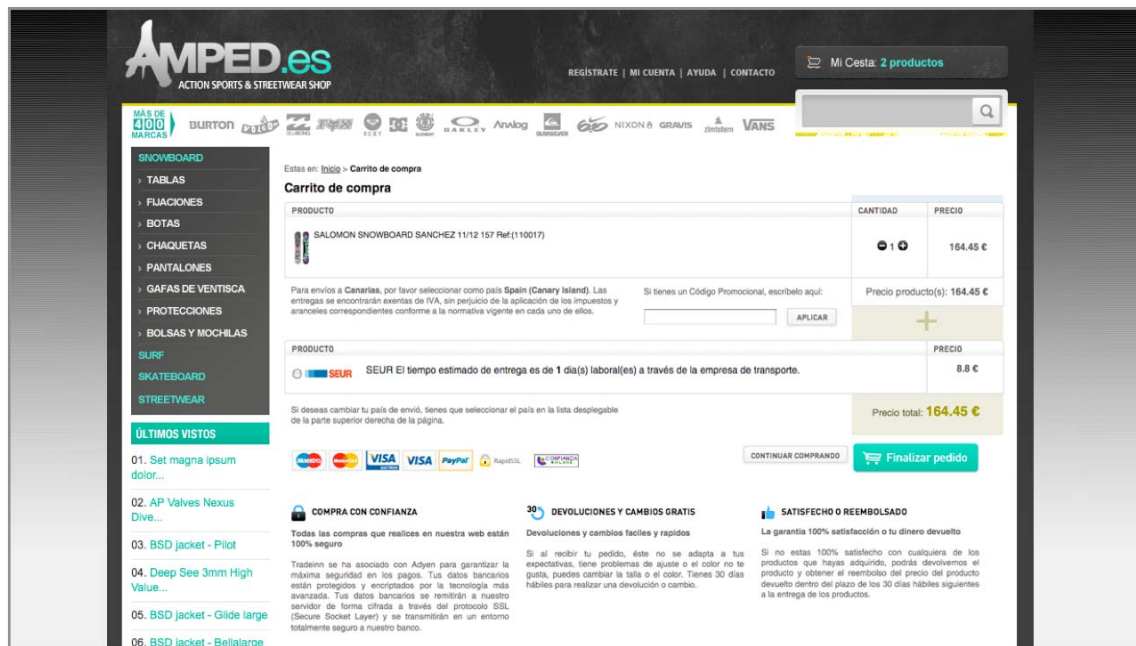 AMPED.es
ACTION SPORTS & STREETWEAR SHOP
REGÍSTRATE | MI CUENTA | AYUDA | CONTACTO
Mi Cesta: 2 productos
MÁS DE
400
MARCAS
BURTON VOLCOM BILLABONG ROXY DC ELEMENT OAKLEY Analog QUIKSILVER NIXON GRAVIS zimtstern VANS
SNOWBOARD
› TABLAS
› FIJACIONES
› BOTAS
› CHAQUETAS
› PANTALONES
› GAFAS DE VENTISCA
› PROTECCIONES
› BOLSAS Y MOCHILAS
SURF
SKATEBOARD
STREETWEAR
ÚLTIMOS VISTOS
01. Set magna ipsum
dolor...
02. AP Valves Nexus
Dive...
03. BSD jacket - Pilot
04. Deep See 3mm High
Value...
05. BSD jacket - Glide large
06. BSD jacket - Bellalarge
Estas en: Inicio > Carrito de compra
Carrito de compra
PRODUCTO CANTIDAD PRECIO
SALOMON SNOWBOARD SANCHEZ 11/12 157 Ref:(110017)
1 164.45 €
Para envíos a Canarias, por favor seleccionar como país Spain (Canary Island). Las
entregas se encontrarán exentas de IVA, sin perjuicio de la aplicación de los impuestos y
aranceles correspondientes conforme a la normativa vigente en cada uno de ellos.
Si tienes un Código Promocional, escríbelo aquí:
APLICAR
Precio producto(s): 164.45 €
+
PRODUCTO PRECIO
SEUR SEUR El tiempo estimado de entrega es de 1 dia(s) laboral(es) a través de la empresa de transporte. 8.8 €
Si deseas cambiar tu país de envió, tienes que seleccionar el país en la lista desplegable
de la parte superior derecha de la página.
Precio total: 164.45 €
Maestro MasterCard VISA VISA PayPal RapidSSL CONFIANZA ONLINE
CONTINUAR COMPRANDO
Finalizar pedido
COMPRA CON CONFIANZA
Todas las compras que realices en nuestra web están
100% seguro
Tradeinn se ha asociado con Adyen para garantizar la
máxima seguridad en los pagos. Tus datos bancarios
están protegidos y encriptados por la tecnología más
avanzada. Tus datos bancarios se remitirán a nuestro
servidor de forma cifrada a través del protocolo SSL
(Secure Socket Layer) y se transmitirán en un entorno
totalmente seguro a nuestro banco.
30 DEVOLUCIONES Y CAMBIOS GRATIS
Devoluciones y cambios faciles y rapidos
Si al recibir tu pedido, éste no se adapta a tus
expectativas, tiene problemas de ajuste o el color no te
gusta, puedes cambiar la talla o el color. Tienes 30 días
hábiles para realizar una devolución o cambio.
SATISFECHO O REEMBOLSADO
La garantia 100% satisfacción o tu dinero devuelto
Si no estas 100% satisfecho con cualquiera de los
productos que hayas adquirido, podrás devolvernos el
producto y obtener el reembolso del precio del producto
devuelto dentro del plazo de los 30 días hábiles siguientes
a la entrega de los productos.